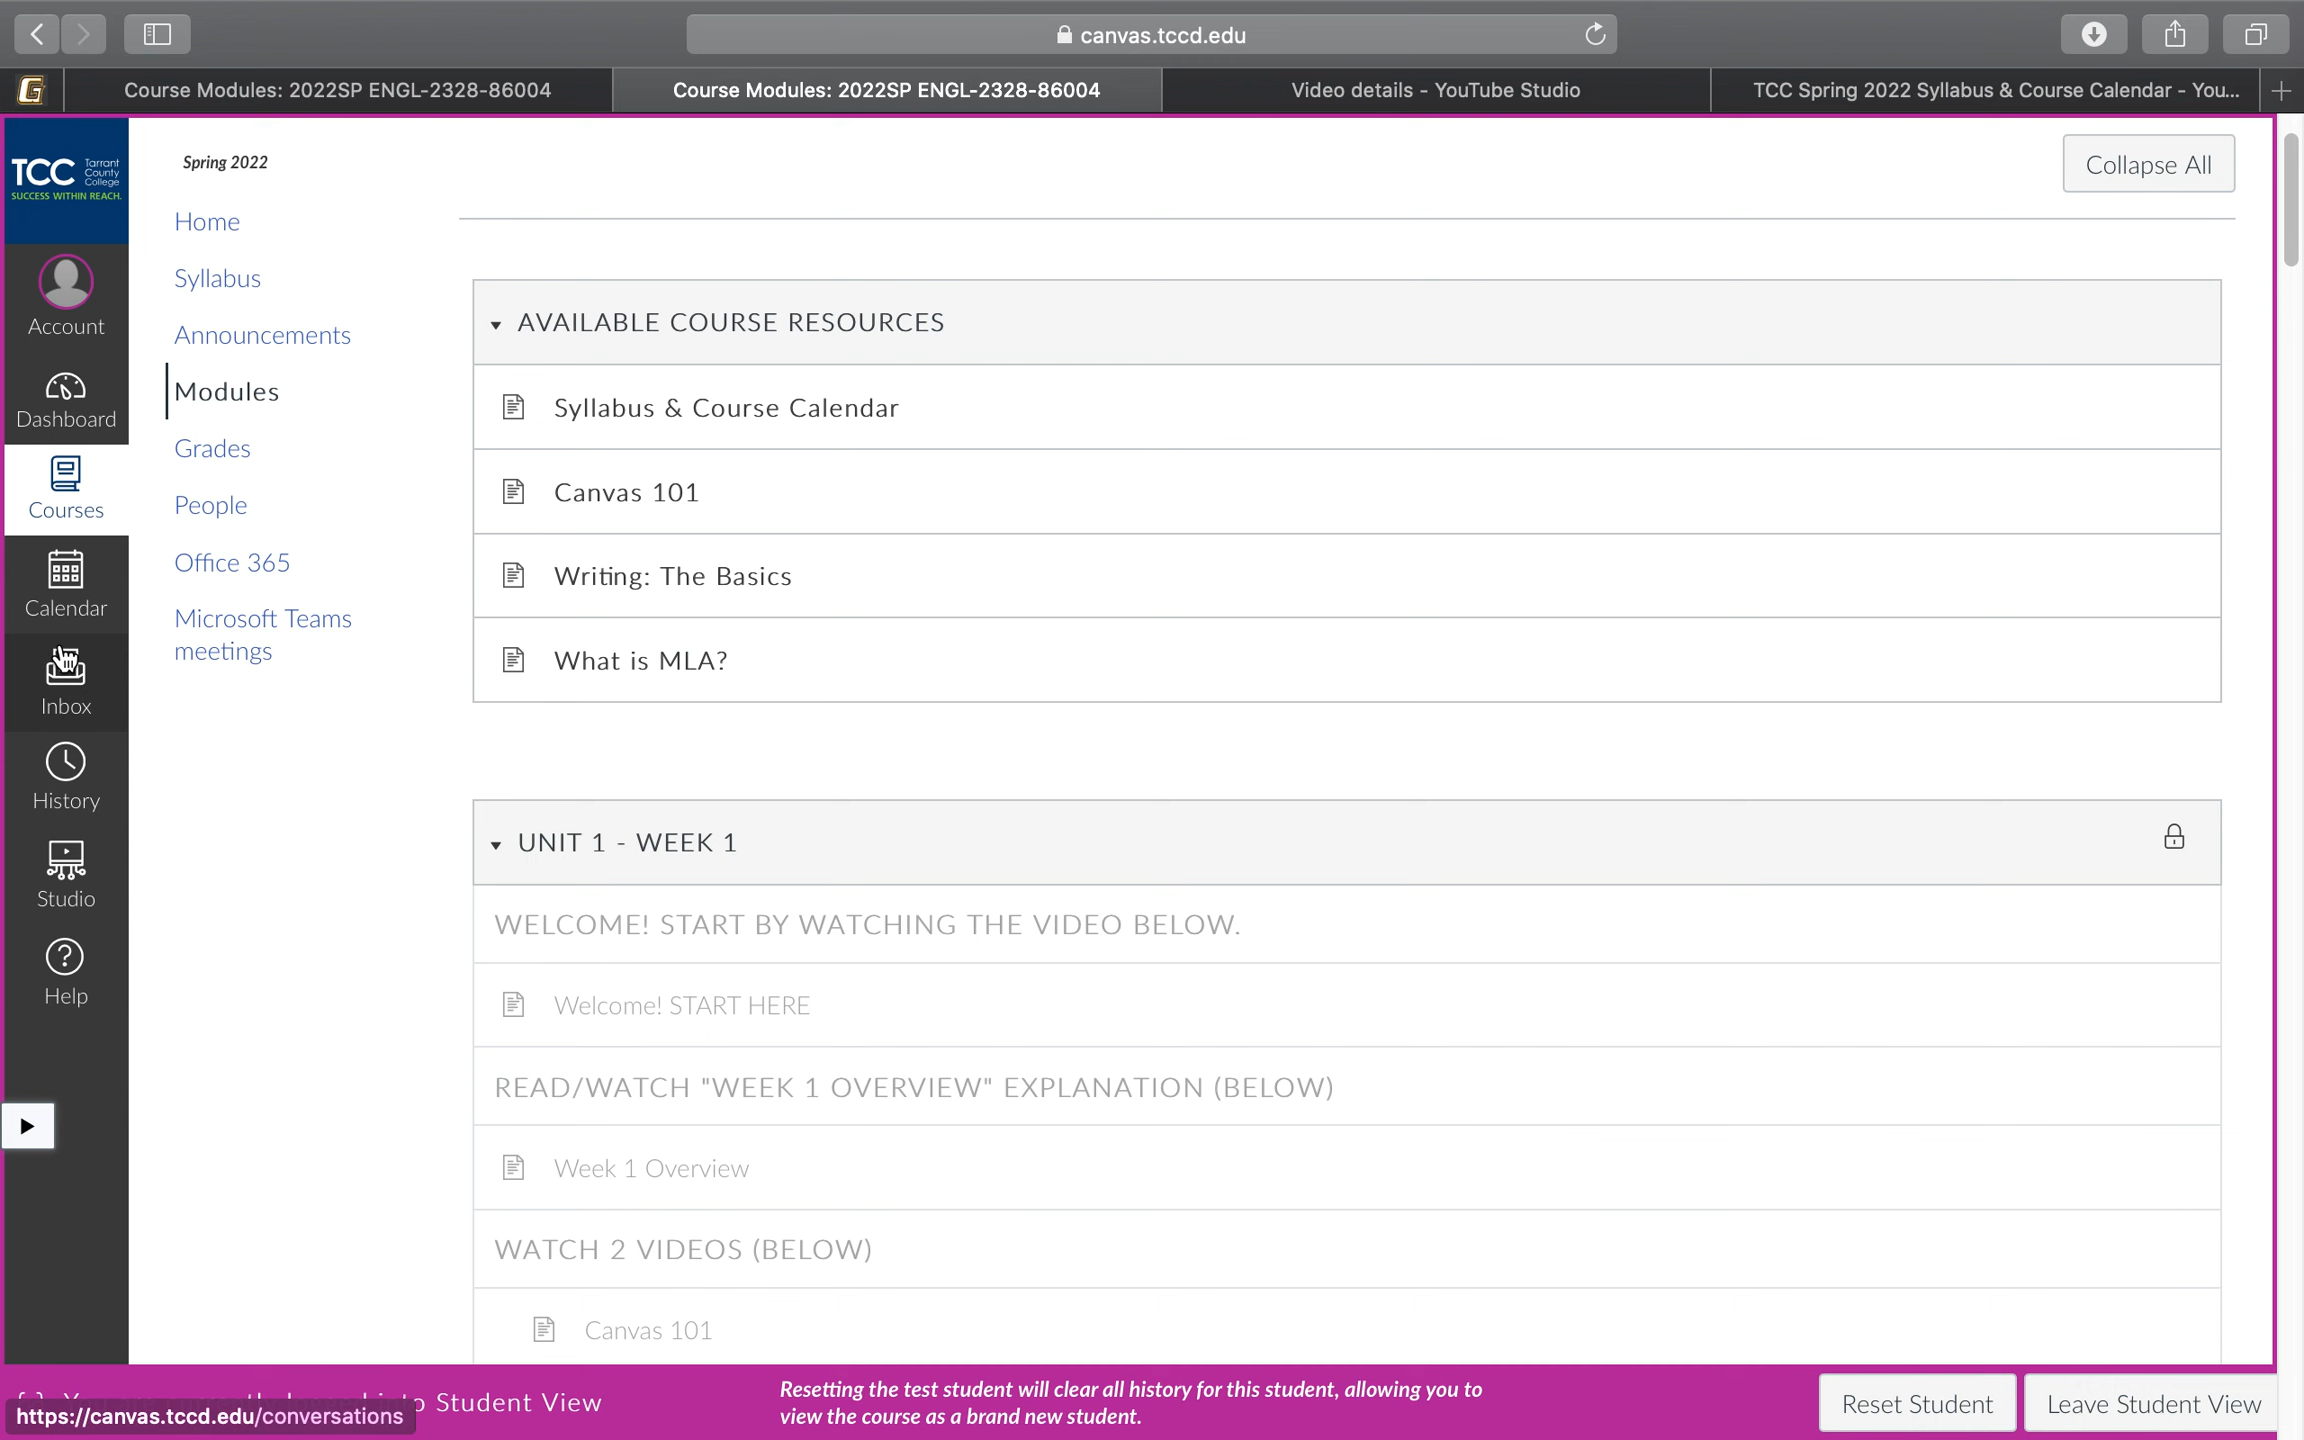 canvas.tccd.edu
Course Modules: 2022SP ENGL-2328-86004
Course Modules: 2022SP ENGL-2328-86004
Video details - YouTube Studio
TCC Spring 2022 Syllabus & Course Calendar - You...
TCC
Tarrant
County
College
SUCCESS WITHIN REACH.
Account
Dashboard
Courses
Calendar
Inbox
History
Studio
Help
Spring 2022
Home
Syllabus
Announcements
Modules
Grades
People
Office 365
Microsoft Teams
meetings
Collapse All
AVAILABLE COURSE RESOURCES
Syllabus & Course Calendar
Canvas 101
Writing: The Basics
What is MLA?
UNIT 1 - WEEK 1
WELCOME! START BY WATCHING THE VIDEO BELOW.
Welcome! START HERE
READ/WATCH "WEEK 1 OVERVIEW" EXPLANATION (BELOW)
Week 1 Overview
WATCH 2 VIDEOS (BELOW)
Canvas 101
Student View
https://canvas.tccd.edu/conversations
Resetting the test student will clear all history for this student, allowing you to
view the course as a brand new student.
Reset Student
Leave Student View